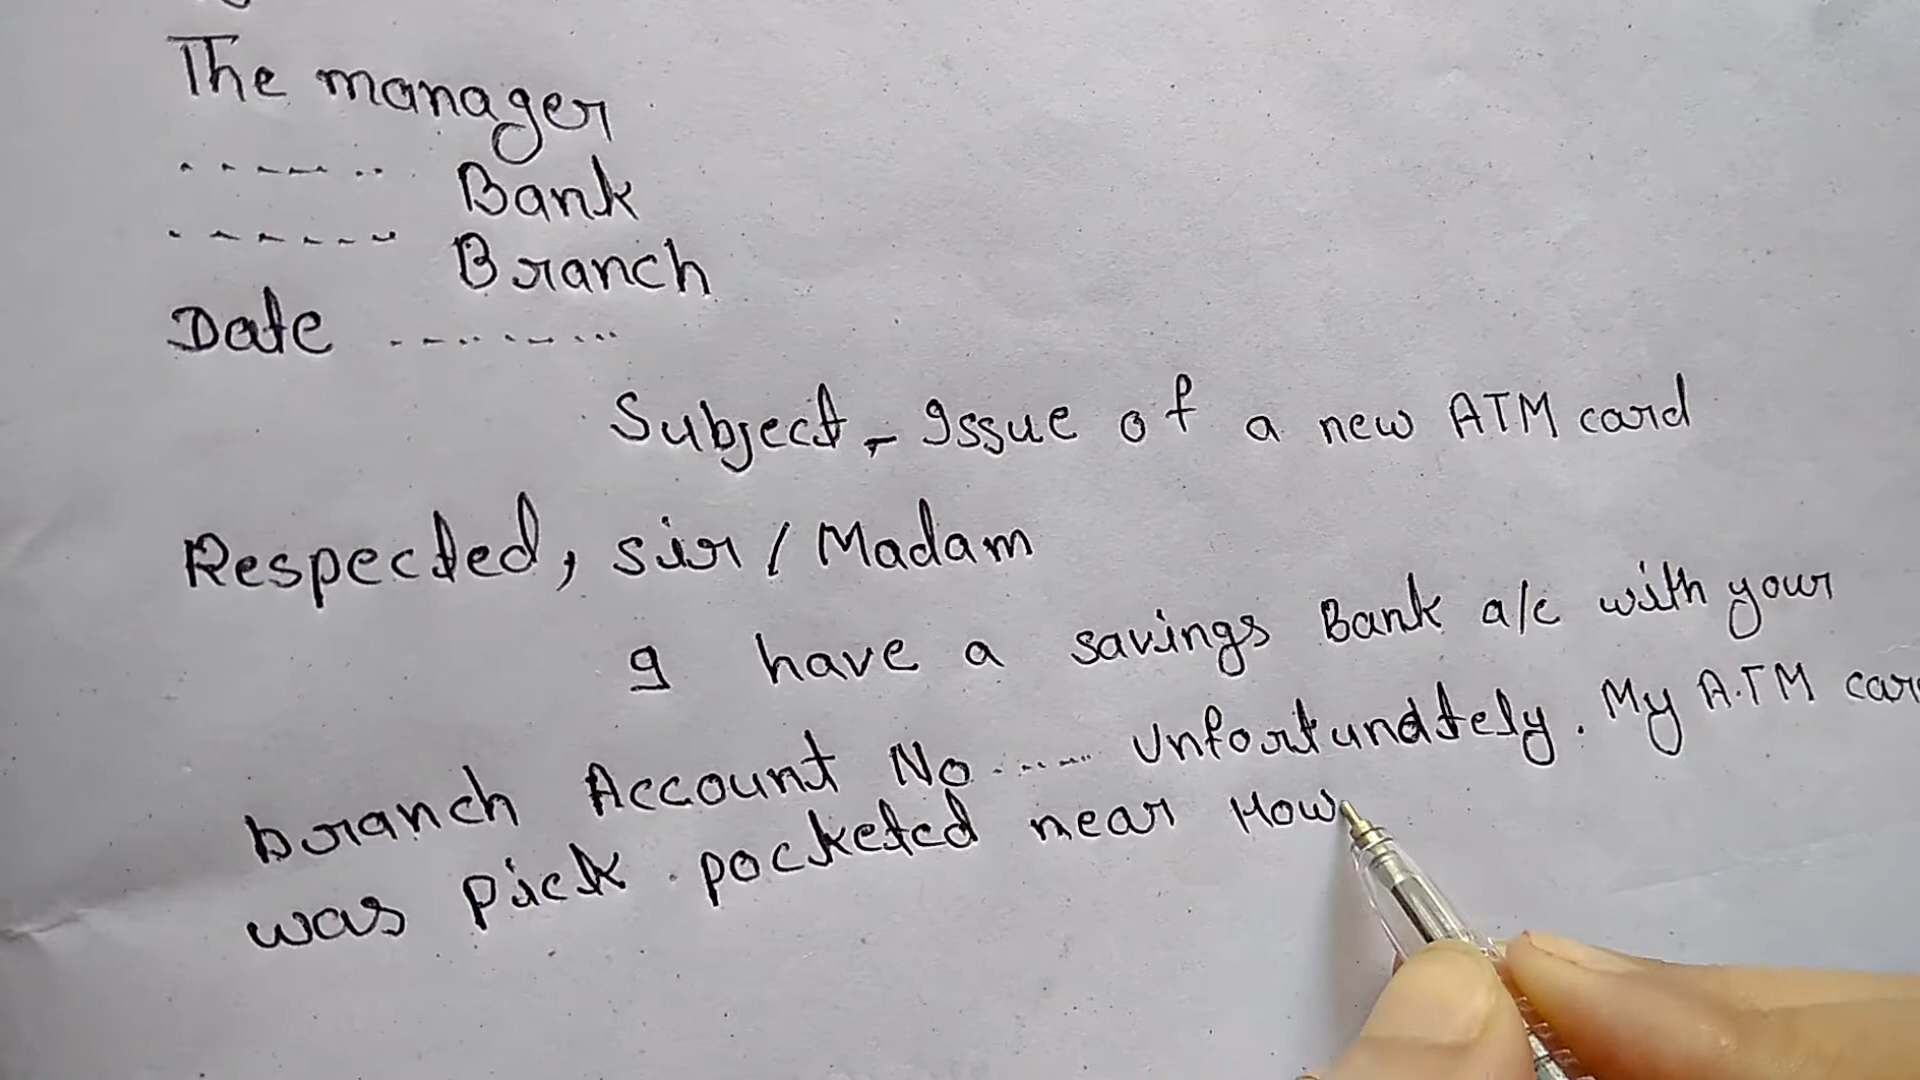 The manager
....... Bank
....... Branch
Date ..........
Subject - Issue of a new ATM card
Respected, sir / Madam
I have a savings Bank a/c with your
branch Account No ...... Unfortundtely. My A.TM car
was pick pocketed near How